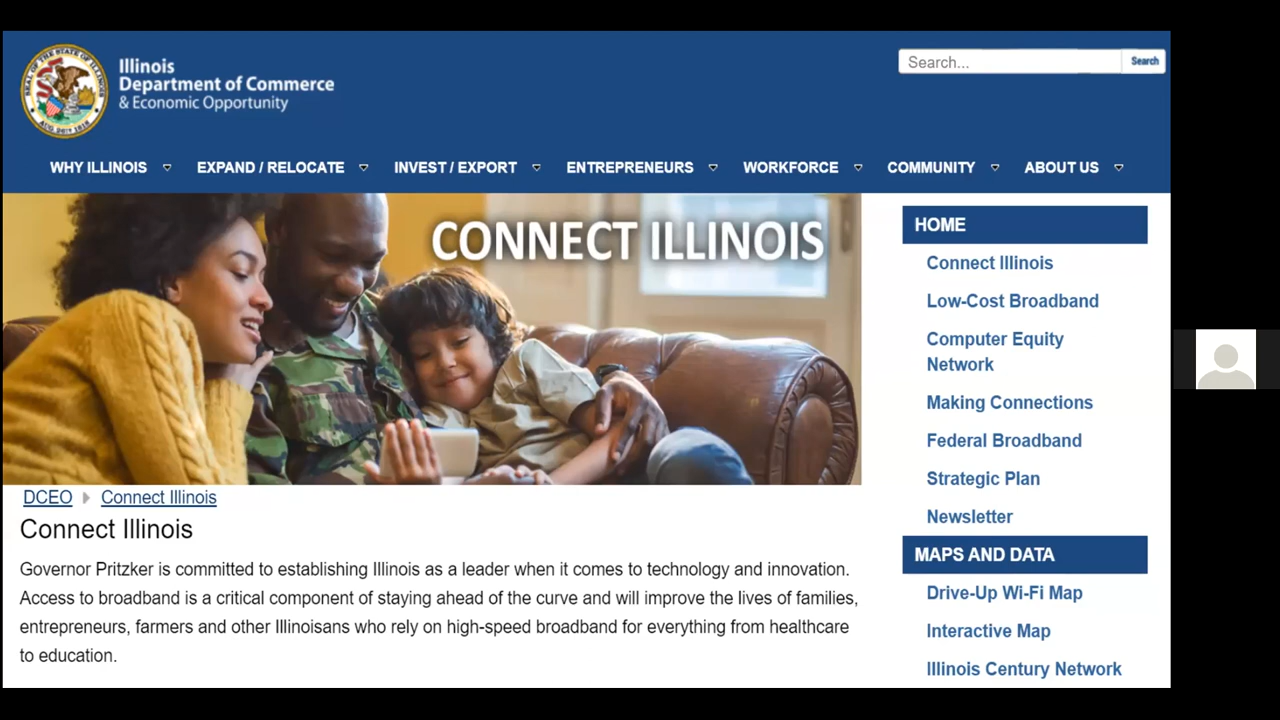 Illinois
Department of Commerce
& Economic Opportunity
Search...
Search
WHY ILLINOIS
EXPAND / RELOCATE
INVEST / EXPORT
ENTREPRENEURS
WORKFORCE
COMMUNITY
ABOUT US
CONNECT ILLINOIS
DCEO
Connect Illinois
Connect Illinois
Governor Pritzker is committed to establishing Illinois as a leader when it comes to technology and innovation.
Access to broadband is a critical component of staying ahead of the curve and will improve the lives of families,
entrepreneurs, farmers and other Illinoisans who rely on high-speed broadband for everything from healthcare
to education.
HOME
Connect Illinois
Low-Cost Broadband
Computer Equity
Network
Making Connections
Federal Broadband
Strategic Plan
Newsletter
MAPS AND DATA
Drive-Up Wi-Fi Map
Interactive Map
Illinois Century Network